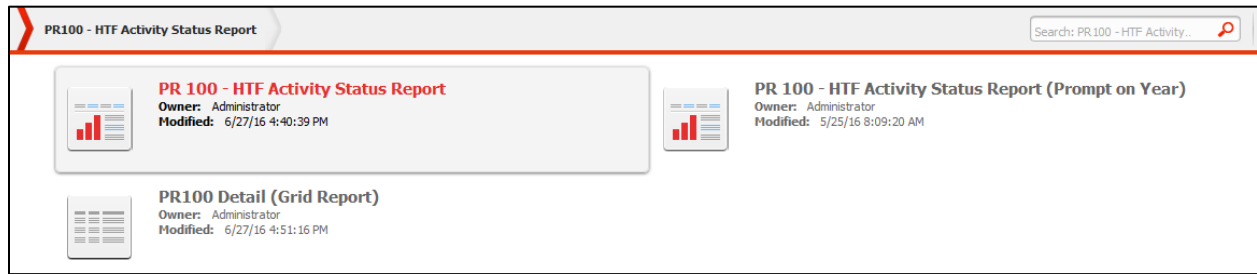 PR100 - HTF Activity Status Report
Search: PR100 - HTF Activity..
PR 100 - HTF Activity Status Report
Owner: Administrator
Modified: 6/27/16 4:40:39 PM
PR 100 - HTF Activity Status Report (Prompt on Year)
Owner: Administrator
Modified: 5/25/16 8:09:20 AM
PR100 Detail (Grid Report)
Owner: Administrator
Modified: 6/27/16 4:51:16 PM